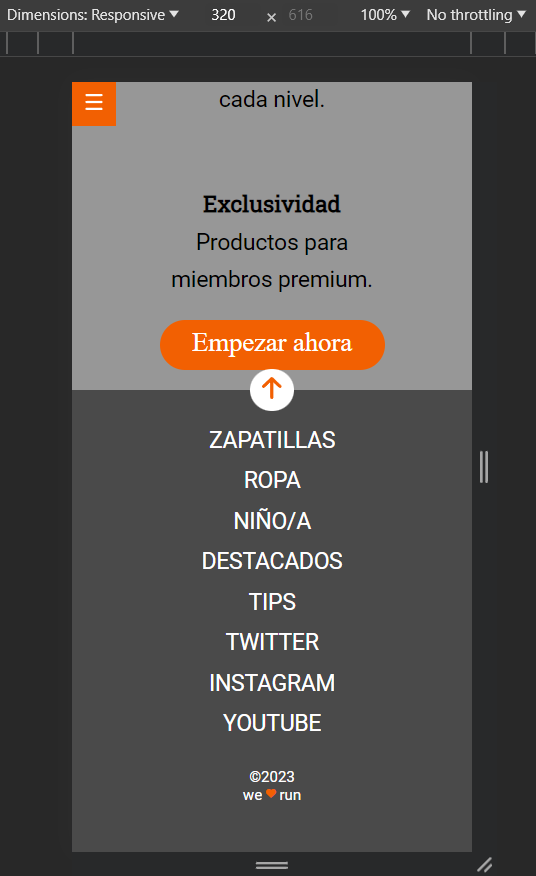 Dimensions: Responsive 320 × 616 100% No throttling
cada nivel.
Exclusividad
Productos para
miembros premium.
Empezar ahora
ZAPATILLAS
ROPA
NIÑO/A
DESTACADOS
TIPS
TWITTER
INSTAGRAM
YOUTUBE
©2023
we run